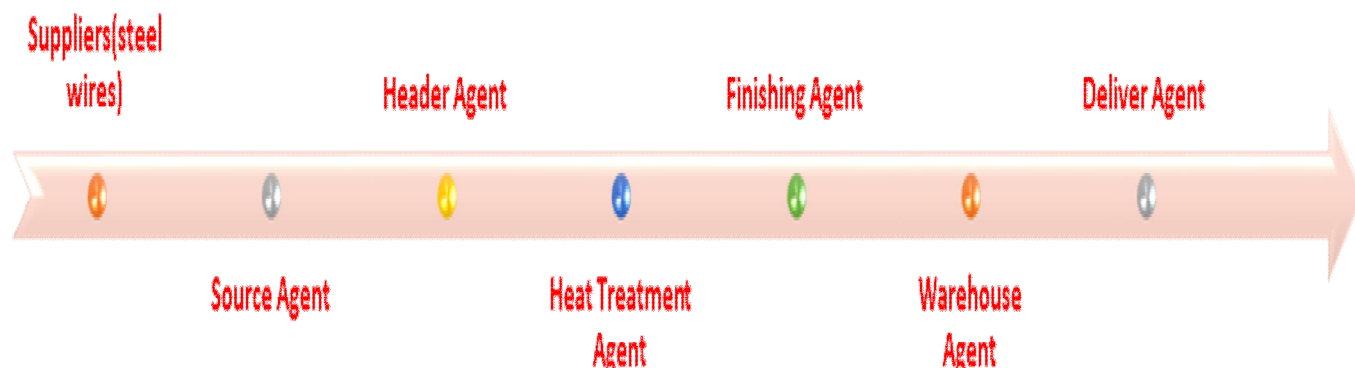 Suppliers(steel
wires)
Source Agent
Header Agent
Heat Treatment
Agent
Finishing Agent
Warehouse
Agent
Deliver Agent